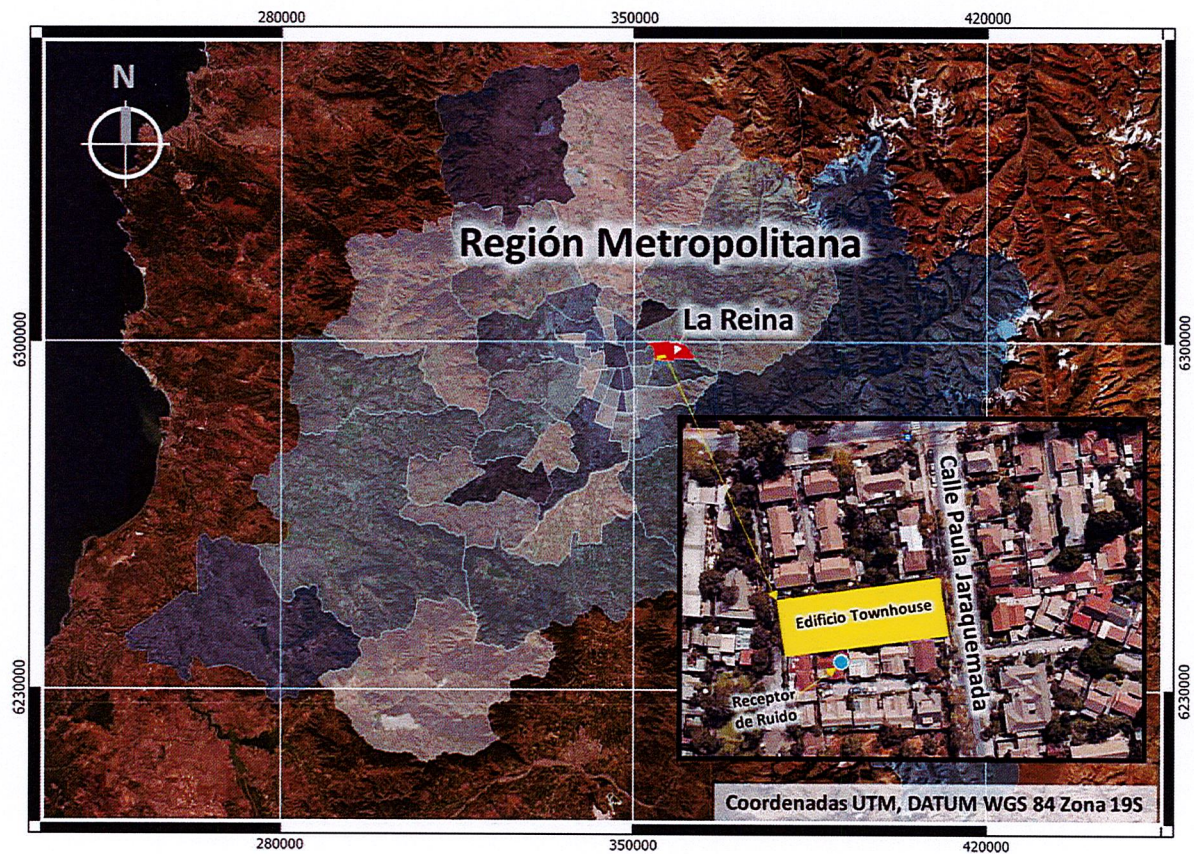 280000
350000
420000
N
Región Metropolitana
La Reina
6300000
6300000
Calle Paula Jaraquemada
Edificio Townhouse
Receptor
de Ruido
6230000
6230000
Coordenadas UTM, DATUM WGS 84 Zona 19S
280000
350000
420000